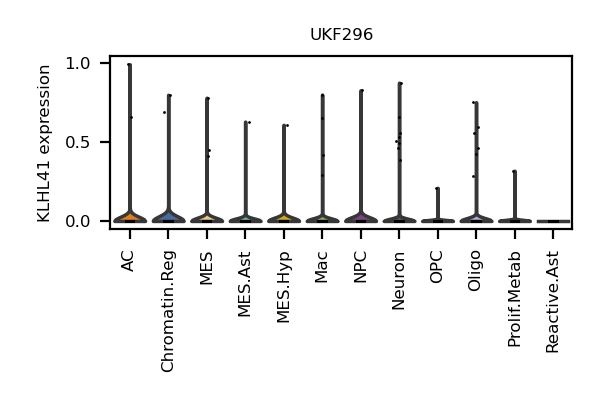 UKF296
KLHL41 expression
1.0
0.5
0.0
AC
Chromatin.Reg
MES
MES.Ast
MES.Hyp
Mac
NPC
Neuron
OPC
Oligo
Prolif.Metab
Reactive.Ast